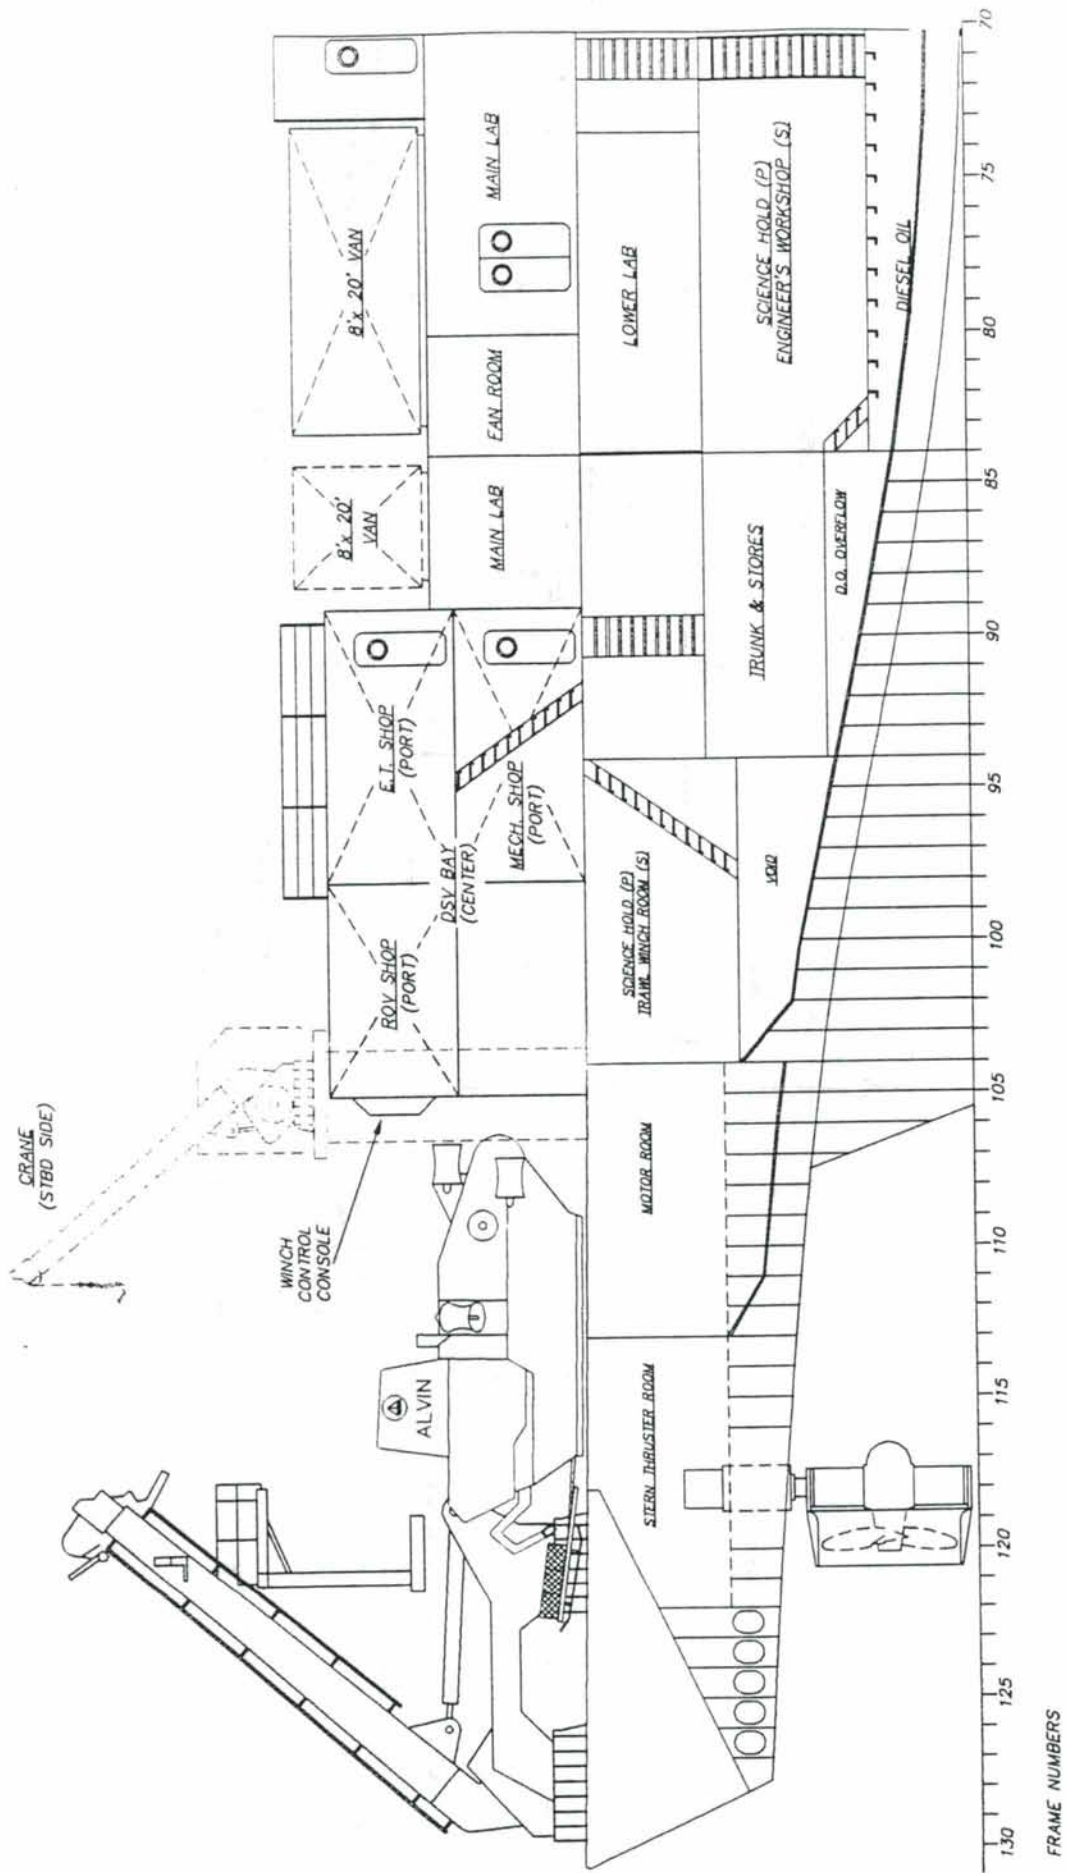 CRANE
(STBD SIDE)
WINCH
CONTROL
CONSOLE
ALVIN
8'x 20'
VAN
8'x 20' VAN
E.T. SHOP
(PORT)
ROV SHOP
(PORT)
DSV BAY
(CENTER)
MECH. SHOP
(PORT)
MAIN LAB
FAN ROOM
MAIN LAB
STERN THRUSTER ROOM
MOTOR ROOM
SCIENCE HOLD (P)
TRAWL WINCH ROOM (S)
VOID
TRUNK & STORES
D.O. OVERFLOW
LOWER LAB
SCIENCE HOLD (P)
ENGINEER'S WORKSHOP (S)
DIESEL OIL
130
125
120
115
110
105
100
95
90
85
80
75
70
FRAME NUMBERS